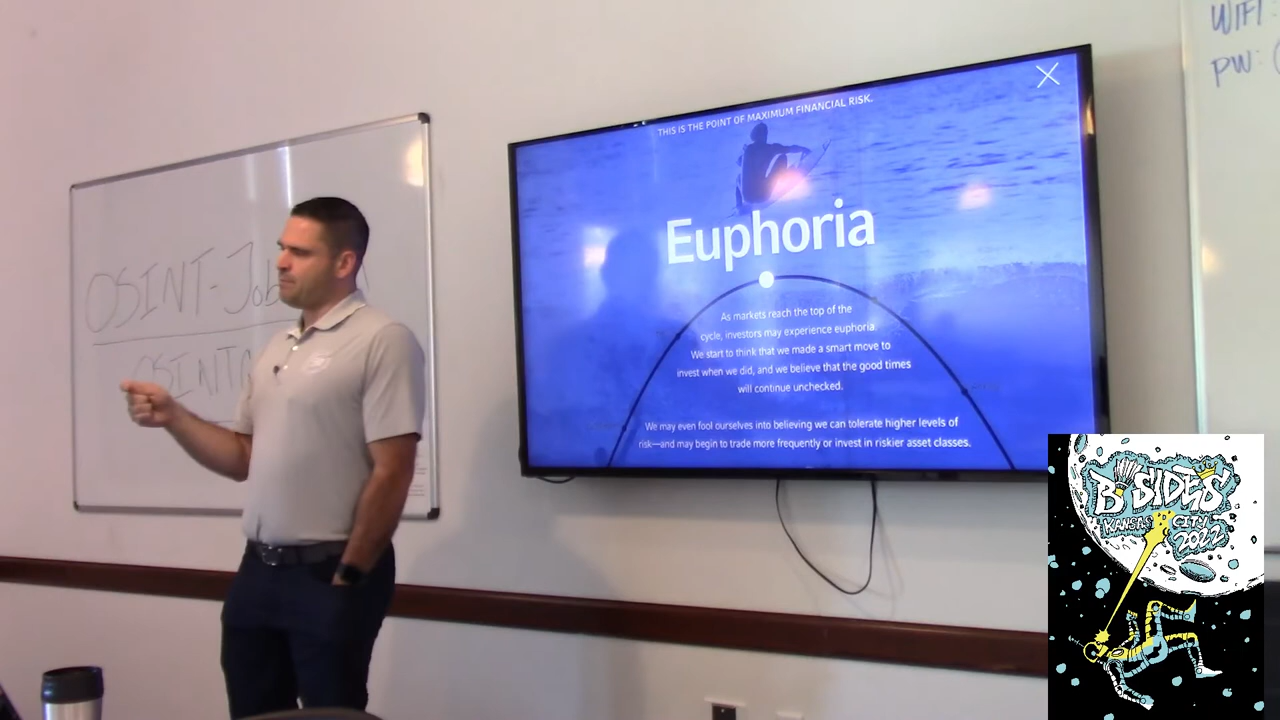 OSINT-Job
OSINT
THIS IS THE POINT OF MAXIMUM FINANCIAL RISK.
Euphoria
As markets reach the top of the
cycle, investors may experience euphoria.
We start to think that we made a smart move to
invest when we did, and we believe that the good times
will continue unchecked.
We may even fool ourselves into believing we can tolerate higher levels of
risk—and may begin to trade more frequently or invest in riskier asset classes.
WIFI:
PW:
BSIDES
KANSAS CITY
2022